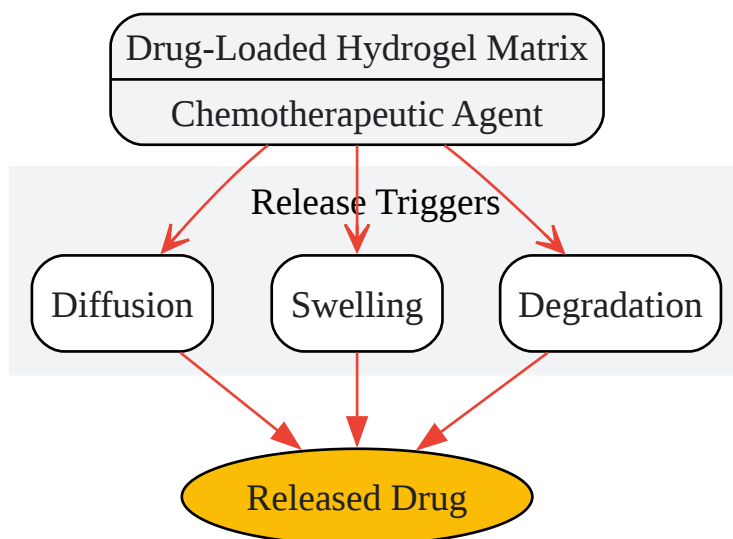 Drug-Loaded Hydrogel Matrix
Chemotherapeutic Agent
Release Triggers
Diffusion
Swelling
Degradation
Released Drug